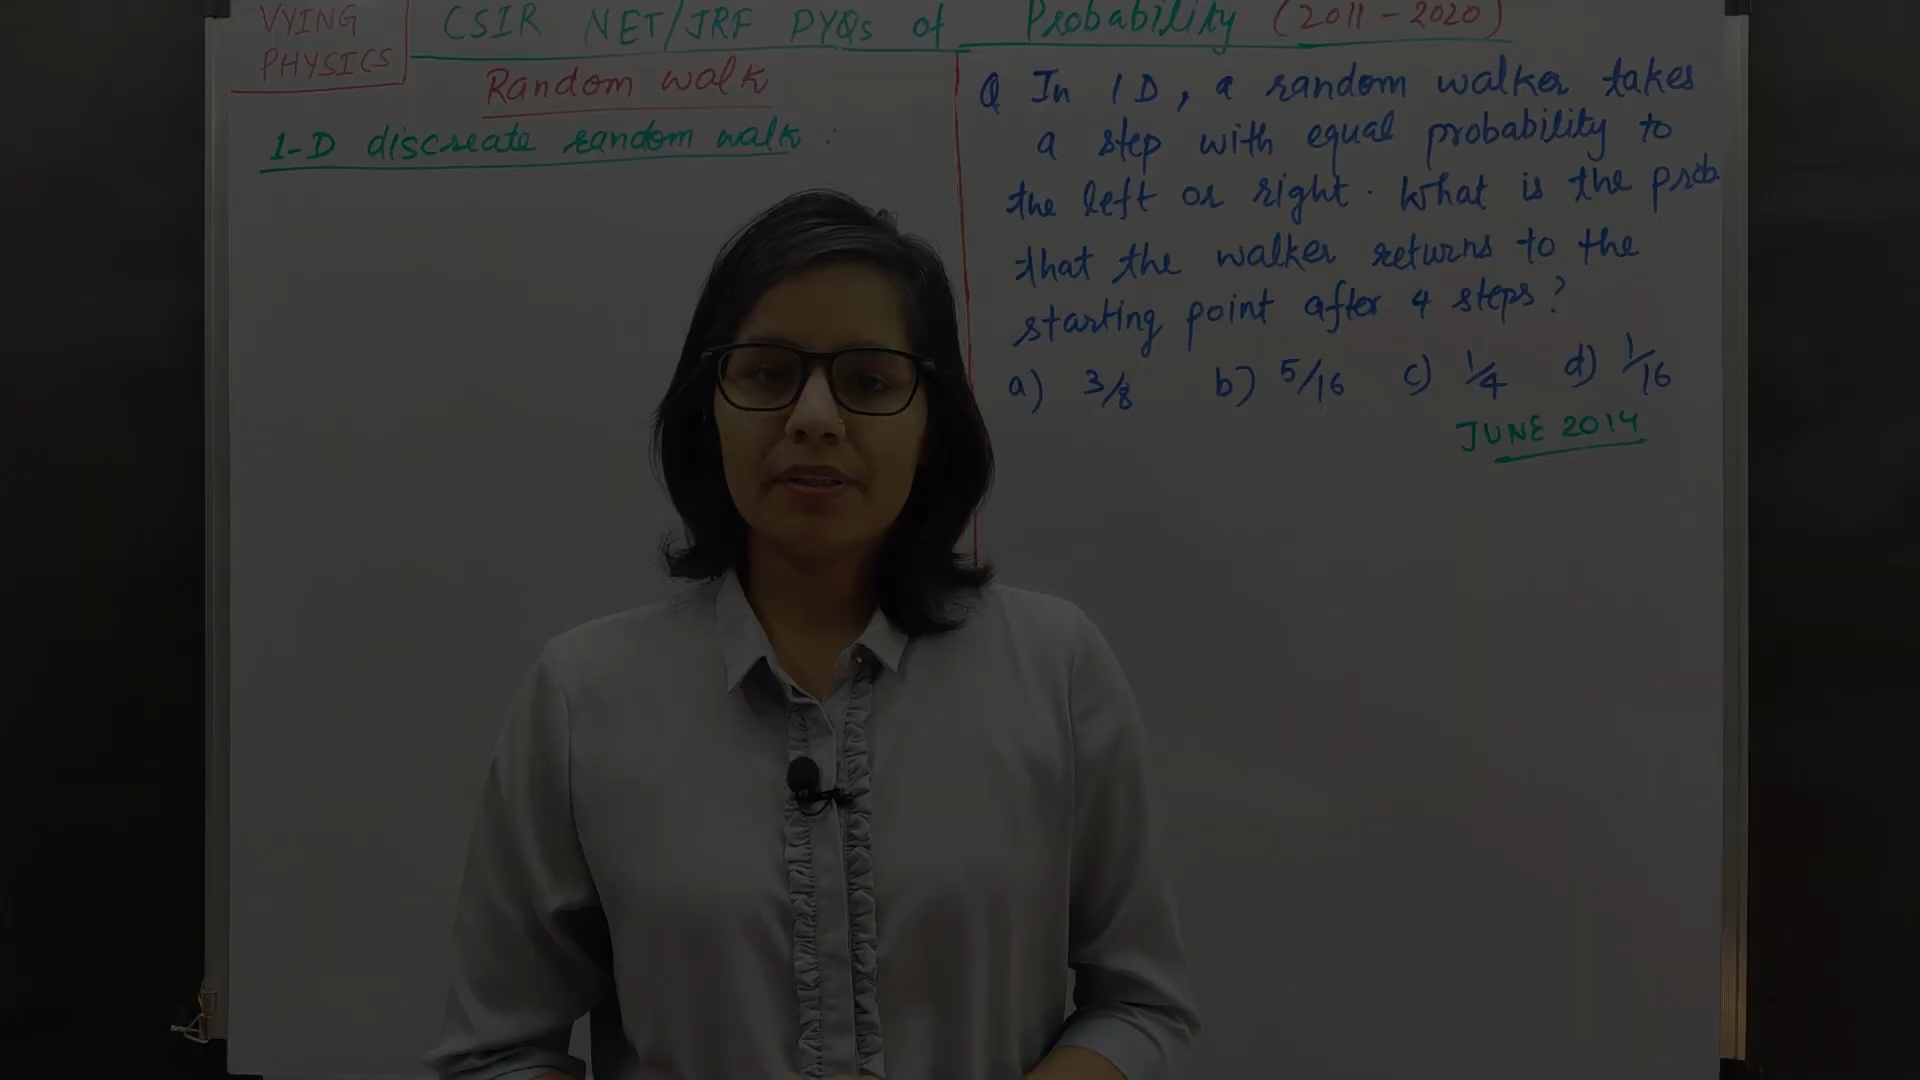 VYING
PHYSICS
CSIR NET/JRF PYQs of Probability (2011-2020)
Random walk
1-D discreate random walk :
Q In 1D, a random walker takes
a step with equal probability to
the left or right. What is the prob
that the walker returns to the
starting point after 4 steps?
a) 3/8 b) 5/16 c) 1/4 d) 1/16
JUNE 2014